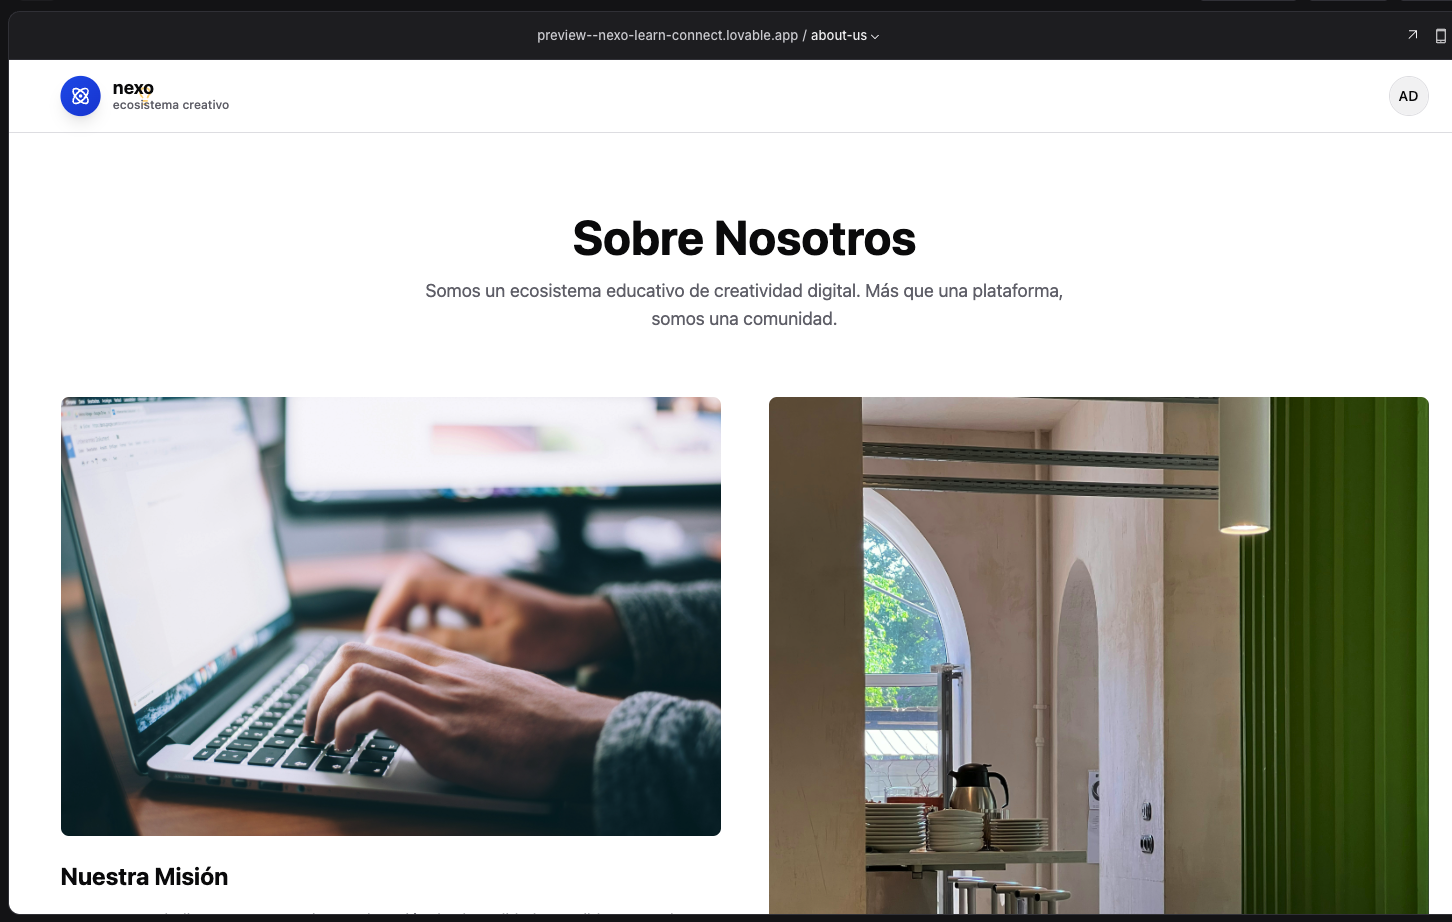 preview--nexo-learn-connect.lovable.app / about-us
nexo
ecosistema creativo
AD
Sobre Nosotros
Somos un ecosistema educativo de creatividad digital. Más que una plataforma,
somos una comunidad.
Nuestra Misión